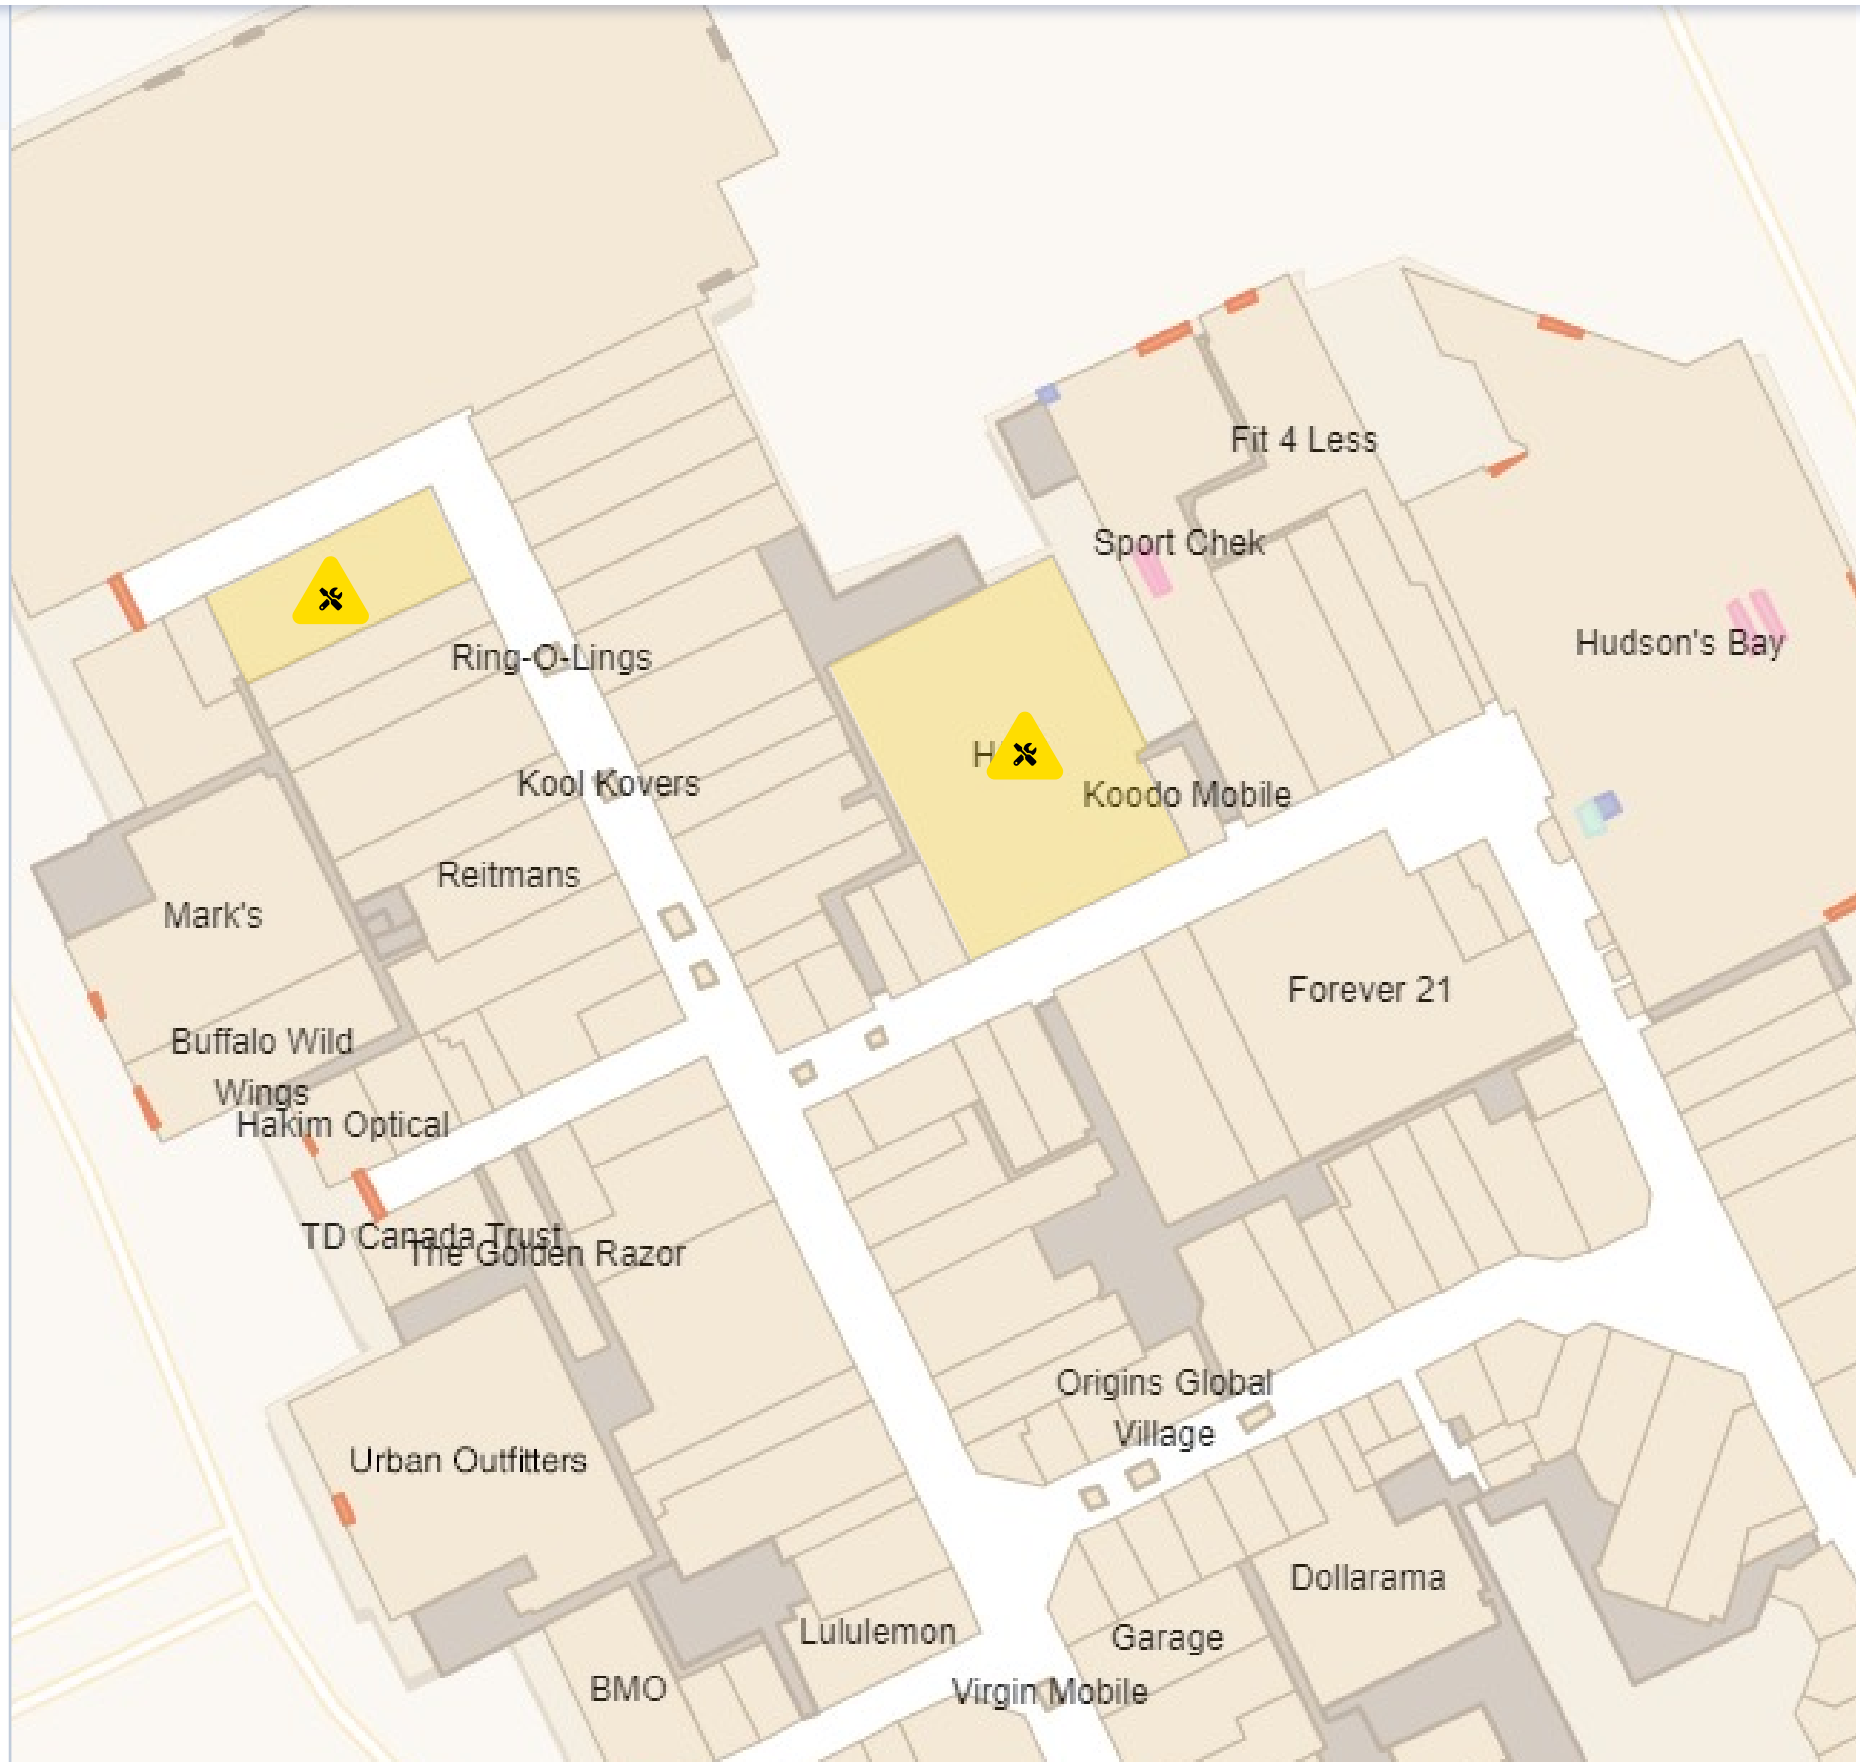 Fit 4 Less
Sport Chek
Hudson's Bay
Ring-O-Lings
Kool Kovers
Koodo Mobile
Reitmans
Mark's
Forever 21
Buffalo Wild
Wings
Hakim Optical
TD Canada Trust
The Golden Razor
Origins Global
Village
Urban Outfitters
Dollarama
Lululemon
Garage
BMO
Virgin Mobile